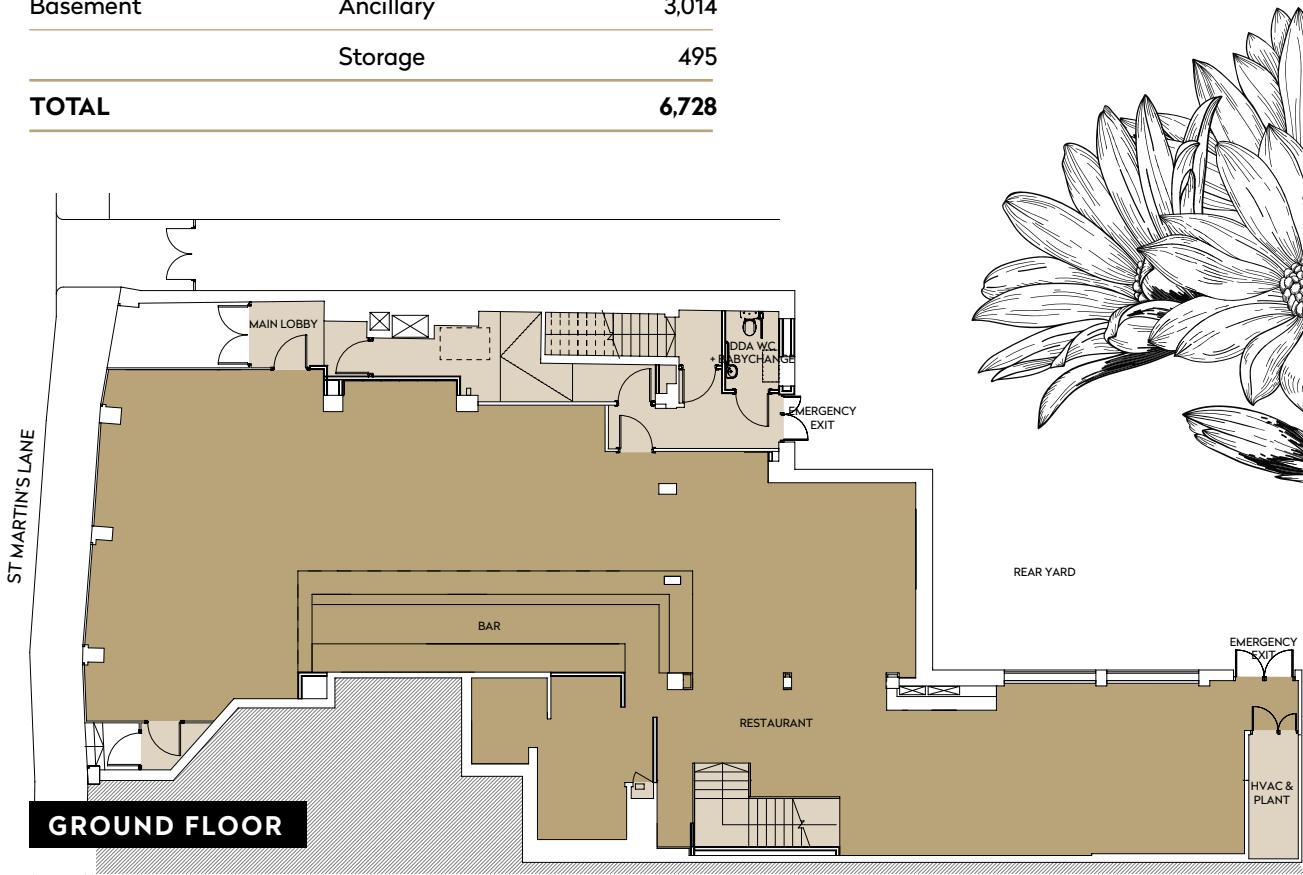 Basement Ancillary 3,014
Storage 495
TOTAL 6,728
MAIN LOBBY
DDA WC
+ BABYCHANGE
EMERGENCY
EXIT
ST MARTIN'S LANE
REAR YARD
BAR
EMERGENCY
EXIT
RESTAURANT
HVAC &
PLANT
GROUND FLOOR